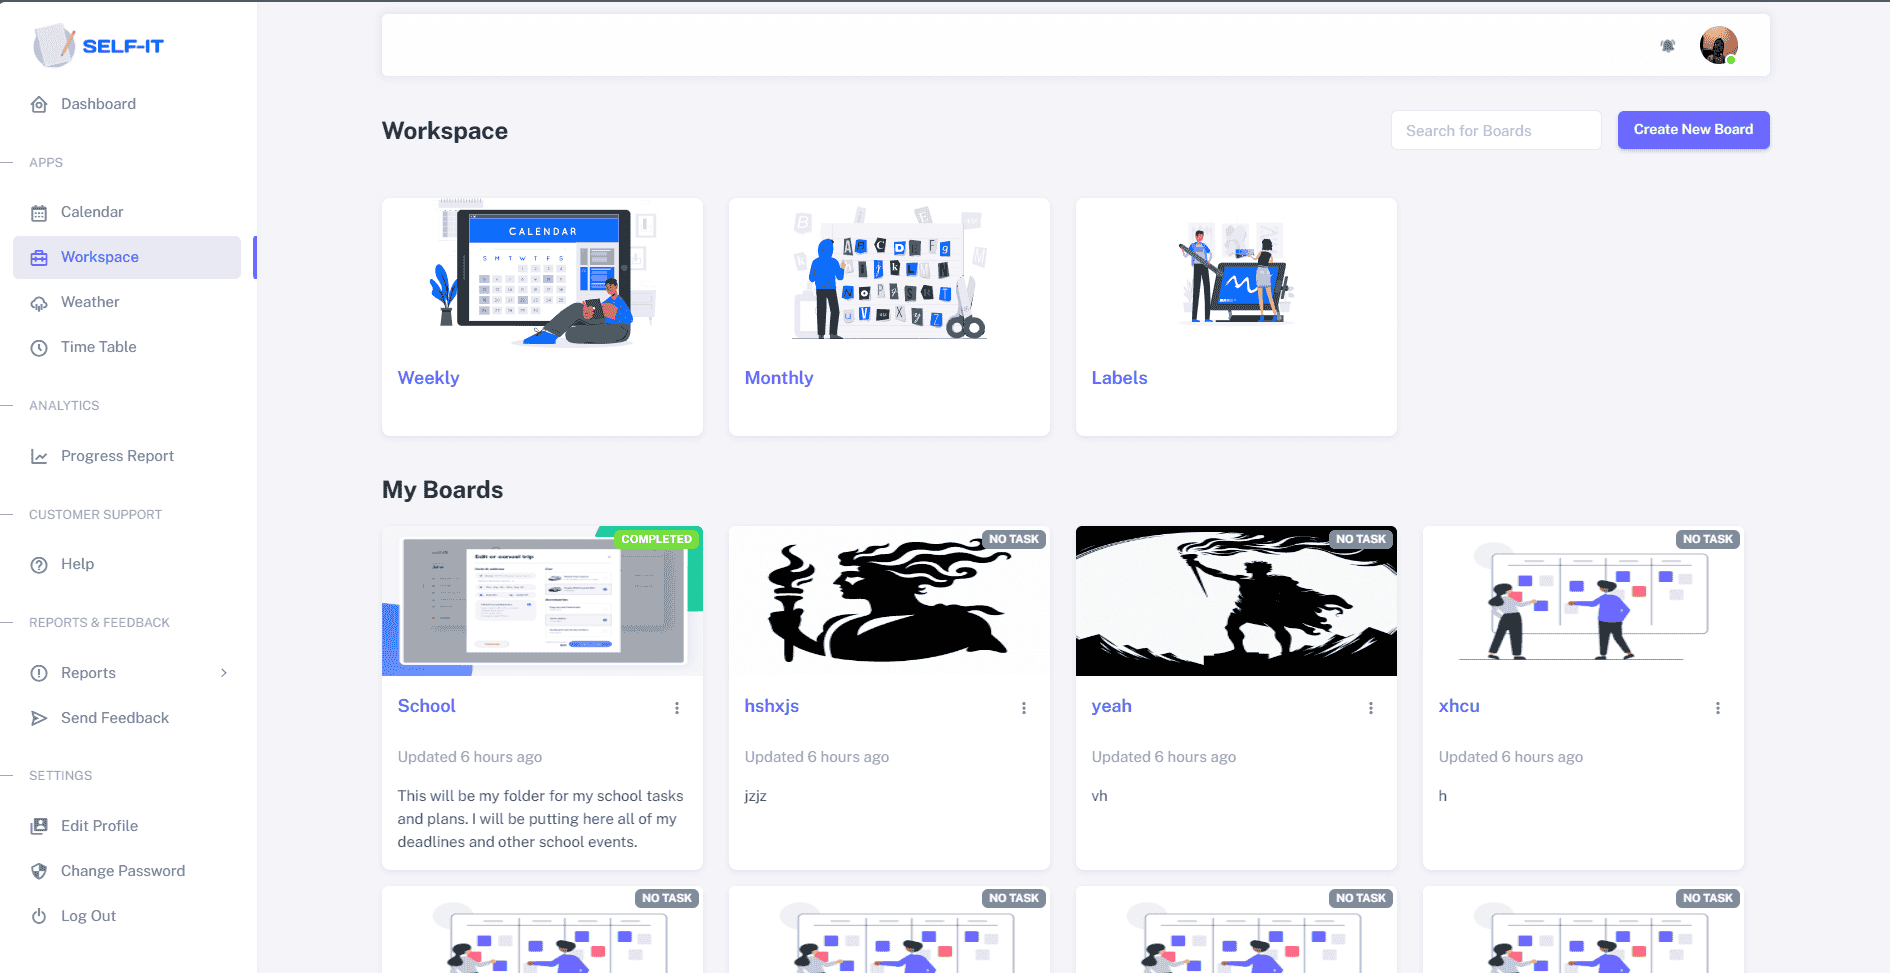 SELF-IT
Dashboard
APPS
Calendar
Workspace
Weather
Time Table
ANALYTICS
Progress Report
CUSTOMER SUPPORT
Help
REPORTS & FEEDBACK
Reports
Send Feedback
SETTINGS
Edit Profile
Change Password
Log Out
Workspace
Search for Boards
Create New Board
CALENDAR
S M T W T F S
Weekly
Monthly
Labels
My Boards
COMPLETED
School
Updated 6 hours ago
This will be my folder for my school tasks
and plans. I will be putting here all of my
deadlines and other school events.
NO TASK
hshxjs
Updated 6 hours ago
jzjz
NO TASK
yeah
Updated 6 hours ago
vh
NO TASK
xhcu
Updated 6 hours ago
h
NO TASK
NO TASK
NO TASK
NO TASK